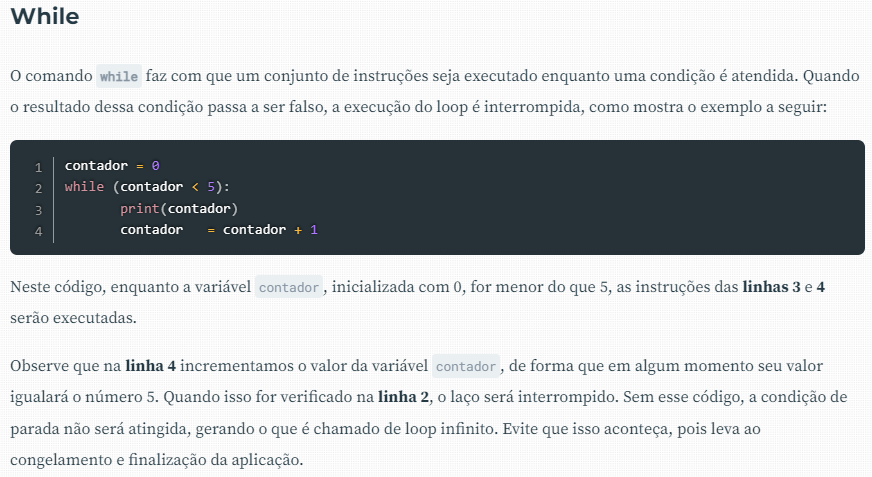 While
O comando while faz com que um conjunto de instruções seja executado enquanto uma condição é atendida. Quando
o resultado dessa condição passa a ser falso, a execução do loop é interrompida, como mostra o exemplo a seguir:
1 contador = 0
2 while (contador < 5):
3 print(contador)
4 contador = contador + 1
Neste código, enquanto a variável contador, inicializada com 0, for menor do que 5, as instruções das linhas 3 e 4
serão executadas.
Observe que na linha 4 incrementamos o valor da variável contador, de forma que em algum momento seu valor
igualará o número 5. Quando isso for verificado na linha 2, o laço será interrompido. Sem esse código, a condição de
parada não será atingida, gerando o que é chamado de loop infinito. Evite que isso aconteça, pois leva ao
congelamento e finalização da aplicação.